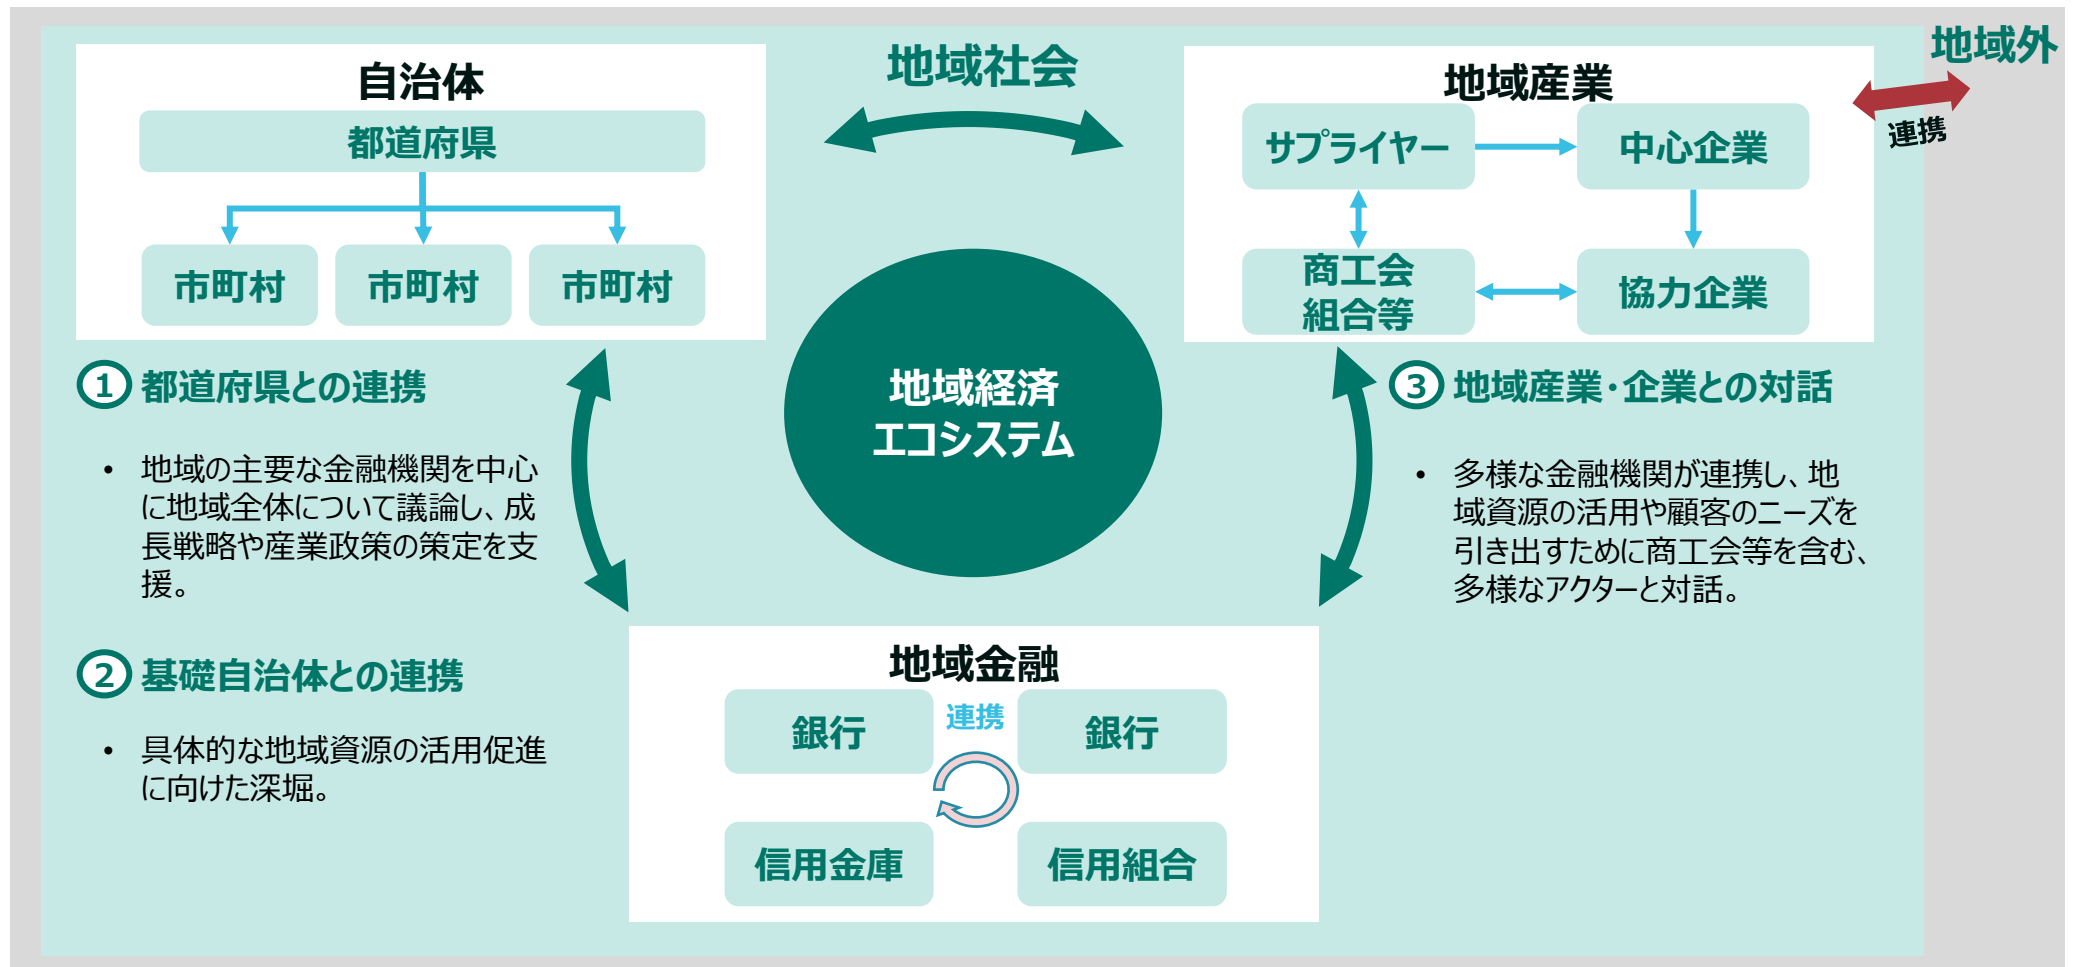 地域社会
地域外
連携
自治体
都道府県
市町村
市町村
市町村
地域産業
サプライヤー
中心企業
商工会
組合等
協力企業
地域経済
エコシステム
① 都道府県との連携
• 地域の主要な金融機関を中心
に地域全体について議論し、成
長戦略や産業政策の策定を支
援。
② 基礎自治体との連携
• 具体的な地域資源の活用促進
に向けた深堀。
③ 地域産業・企業との対話
• 多様な金融機関が連携し、地
域資源の活用や顧客のニーズを
引き出すために商工会等を含む、
多様なアクターと対話。
地域金融
銀行
連携
銀行
信用金庫
信用組合